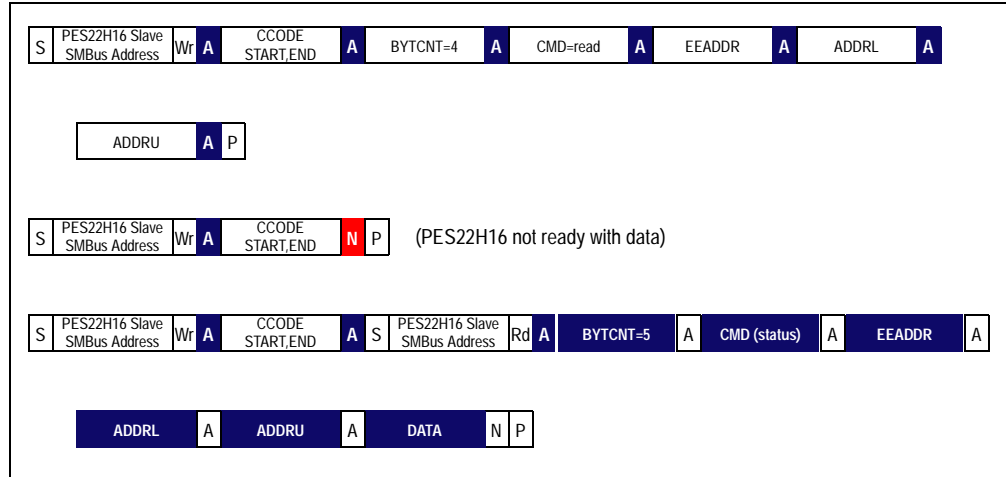 S PES22H16 Slave SMBus Address Wr A CCODE START,END A BYTCNT=4 A CMD=read A EEADDR A ADDRL A
ADDRU A P
S PES22H16 Slave SMBus Address Wr A CCODE START,END N P (PES22H16 not ready with data)
S PES22H16 Slave SMBus Address Wr A CCODE START,END A S PES22H16 Slave SMBus Address Rd A BYTCNT=5 A CMD (status) A EEADDR A
ADDRL A ADDRU A DATA N P